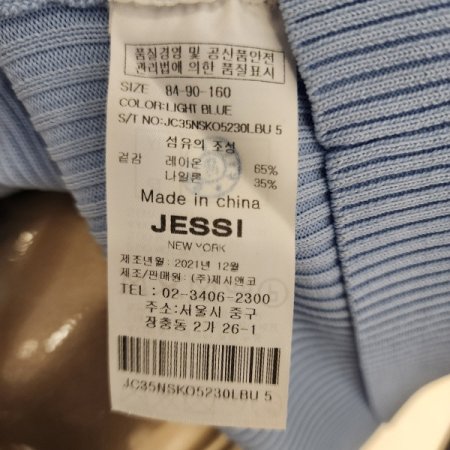 품질경영 및 공산품안전
관리법에 의한 품질표시
SIZE 84-90-160
COLOR:LIGHT BLUE
S/T NO:JC35NSKO5230LBU 5
섬유의 조성
겉감 레이온 65%
나일론 35%
Made in china
JESSI
NEW YORK
제조년월 : 2021년 12월
제조/판매원 : (주)제시앤코
TEL : 02-3406-2300
주소:서울시 중구
장충동 2가 26-1
JC35NSKO5230LBU 5